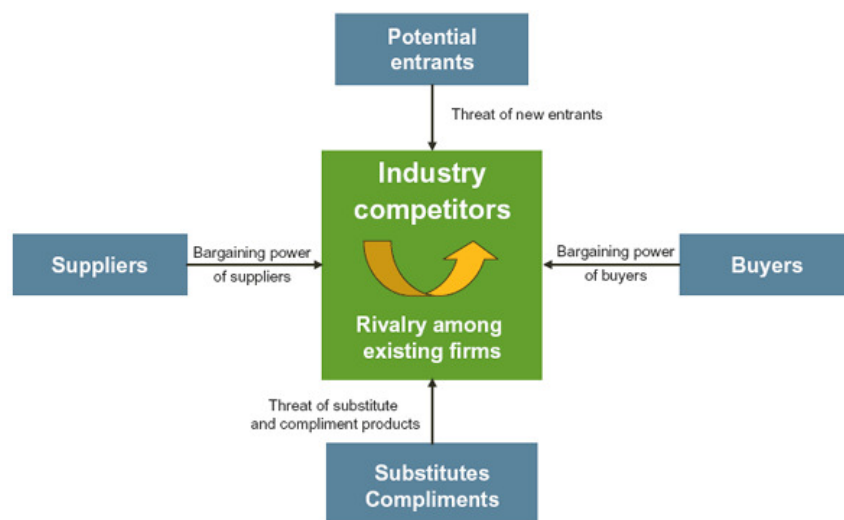 Potential
entrants
Threat of new entrants
Industry
competitors
Suppliers
Bargaining power
of suppliers
Bargaining power
of buyers
Buyers
Rivalry among
existing firms
Threat of substitute
and compliment products
Substitutes
Compliments